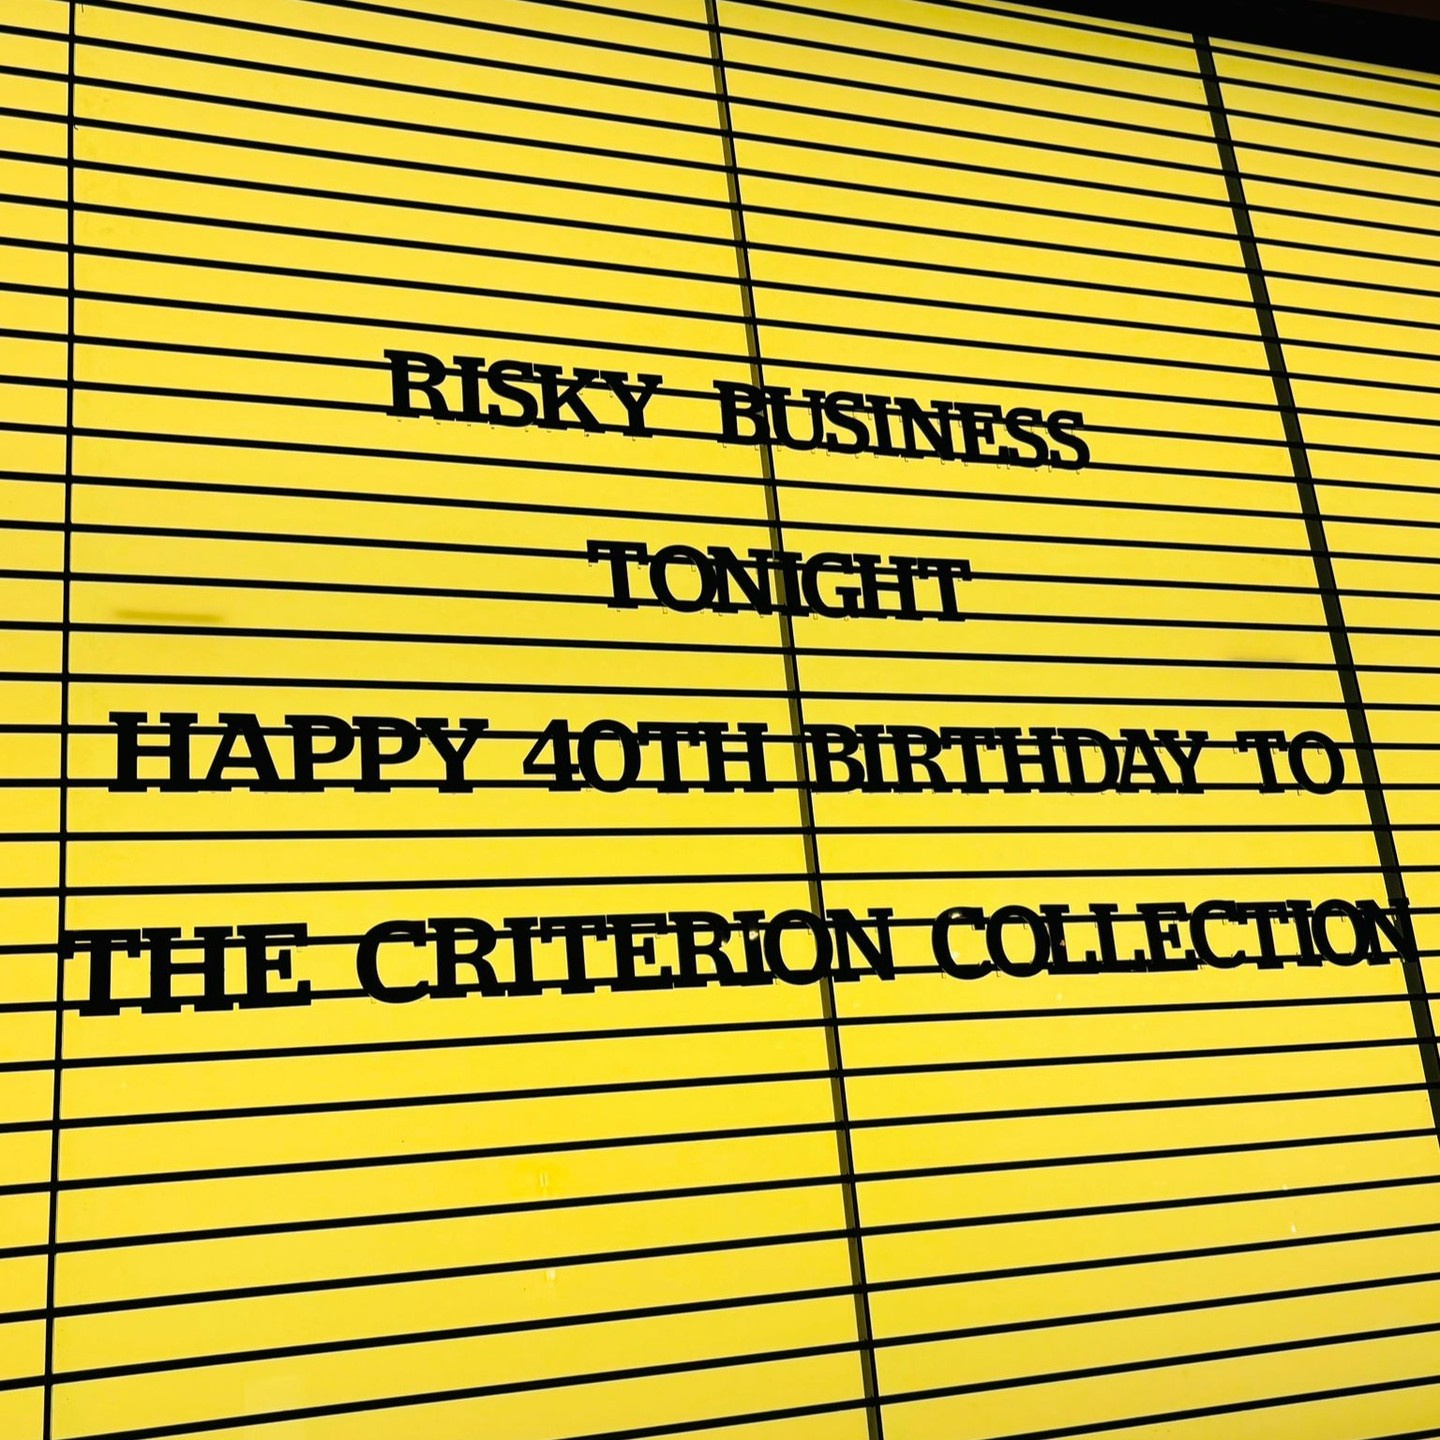 RISKY BUSINESS
TONIGHT
HAPPY 40TH BIRTHDAY TO
THE CRITERION COLLECTION